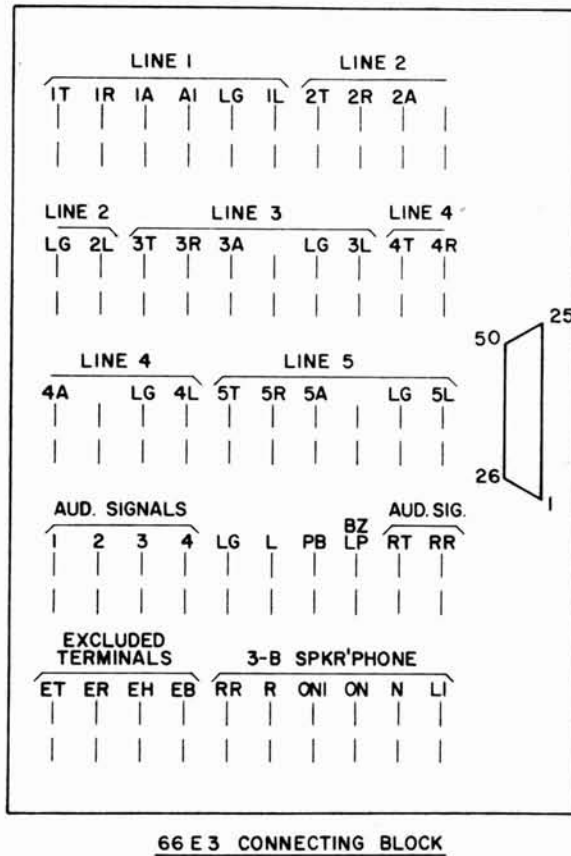 LINE 1 LINE 2
1T 1R 1A A1 LG 1L 2T 2R 2A
LINE 2 LINE 3 LINE 4
LG 2L 3T 3R 3A LG 3L 4T 4R
25
50
LINE 4 LINE 5
4A LG 4L 5T 5R 5A LG 5L
26
1
AUD. SIGNALS AUD. SIG.
BZ
1 2 3 4 LG L PB LP RT RR
EXCLUDED
TERMINALS 3-B SPKR'PHONE
ET ER EH EB RR R ON1 ON N L1
66 E 3 CONNECTING BLOCK